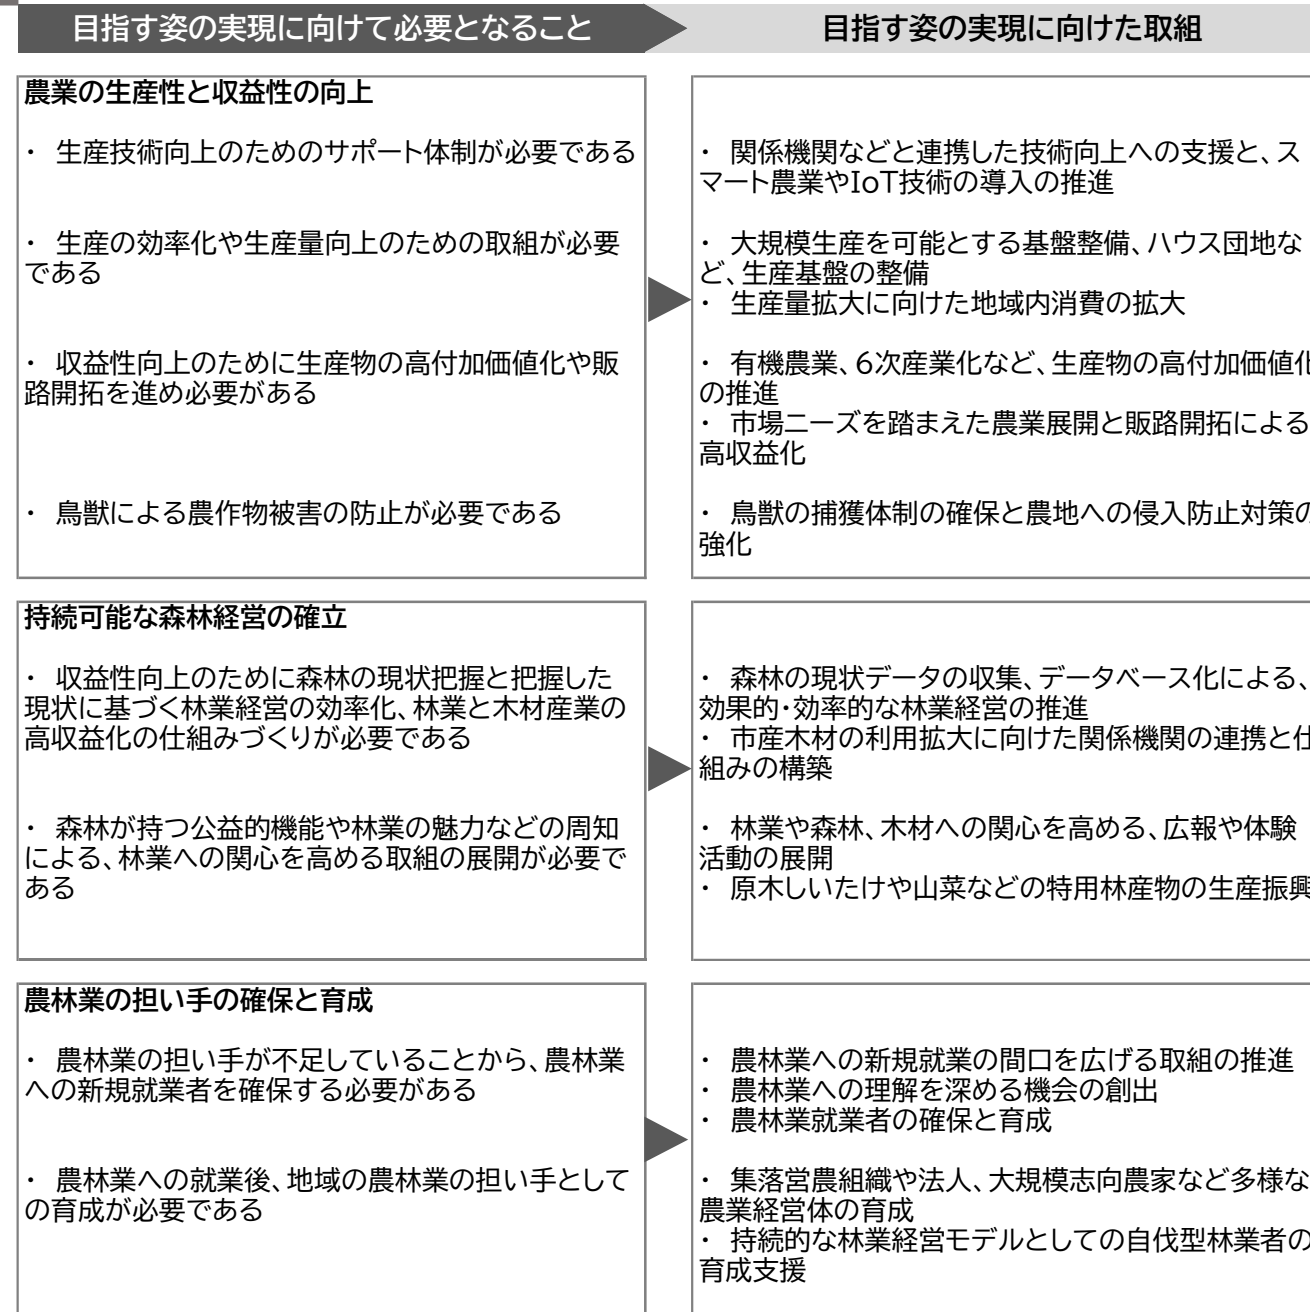 目指す姿の実現に向けて必要となること
目指す姿の実現に向けた取組
農業の生産性と収益性の向上
・ 生産技術向上のためのサポート体制が必要である
・ 生産の効率化や生産量向上のための取組が必要
である
・ 収益性向上のために生産物の高付加価値化や販
路開拓を進め必要がある
・ 鳥獣による農作物被害の防止が必要である
・ 関係機関などと連携した技術向上への支援と、ス
マート農業やIoT技術の導入の推進
・ 大規模生産を可能とする基盤整備、ハウス団地な
ど、生産基盤の整備
・ 生産量拡大に向けた地域内消費の拡大
・ 有機農業、6次産業化など、生産物の高付加価値化
の推進
・ 市場ニーズを踏まえた農業展開と販路開拓による
高収益化
・ 鳥獣の捕獲体制の確保と農地への侵入防止対策の
強化
持続可能な森林経営の確立
・ 収益性向上のために森林の現状把握と把握した
現状に基づく林業経営の効率化、林業と木材産業の
高収益化の仕組みづくりが必要である
・ 森林が持つ公益的機能や林業の魅力などの周知
による、林業への関心を高める取組の展開が必要で
ある
・ 森林の現状データの収集、データベース化による、
効果的・効率的な林業経営の推進
・ 市産木材の利用拡大に向けた関係機関の連携と仕
組みの構築
・ 林業や森林、木材への関心を高める、広報や体験
活動の展開
・ 原木しいたけや山菜などの特用林産物の生産振興
農林業の担い手の確保と育成
・ 農林業の担い手が不足していることから、農林業
への新規就業者を確保する必要がある
・ 農林業への就業後、地域の農林業の担い手として
の育成が必要である
・ 農林業への新規就業の間口を広げる取組の推進
・ 農林業への理解を深める機会の創出
・ 農林業就業者の確保と育成
・ 集落営農組織や法人、大規模志向農家など多様な
農業経営体の育成
・ 持続的な林業経営モデルとしての自伐型林業者の
育成支援